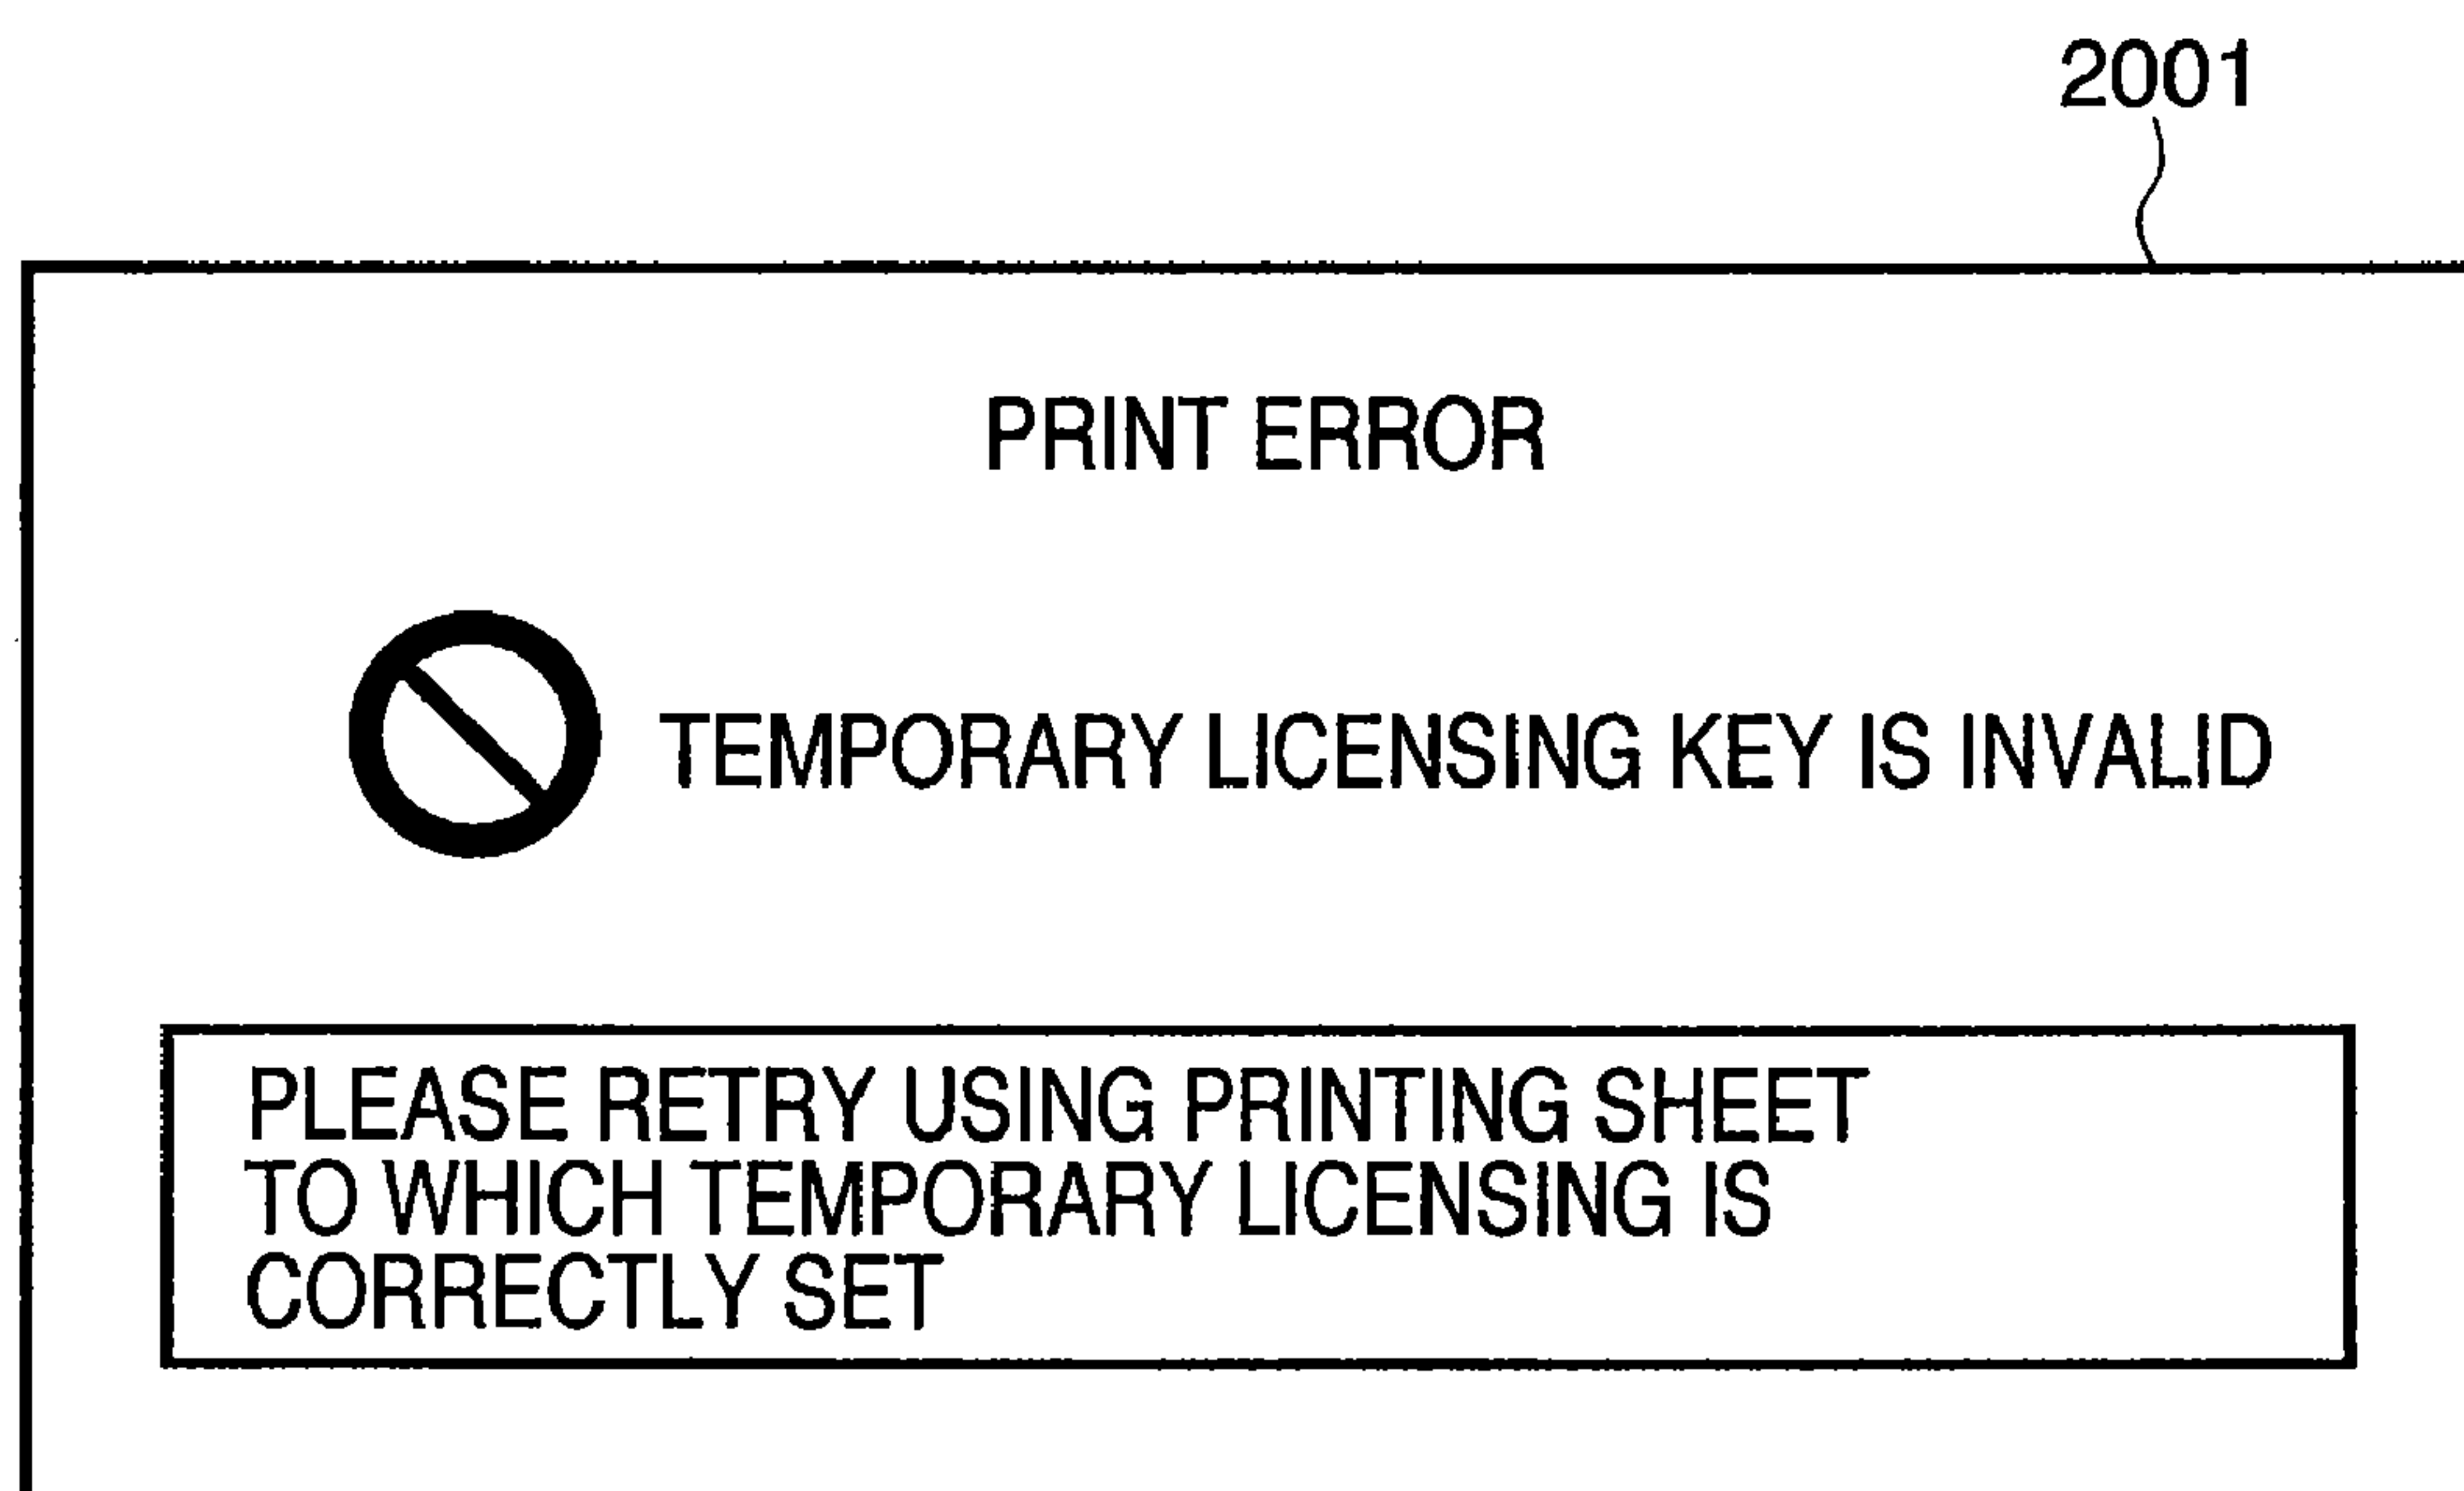 2001
PRINT ERROR
TEMPORARY LICENSING KEY IS INVALID
PLEASE RETRY USING PRINTING SHEET
TO WHICH TEMPORARY LICENSING IS
CORRECTLY SET